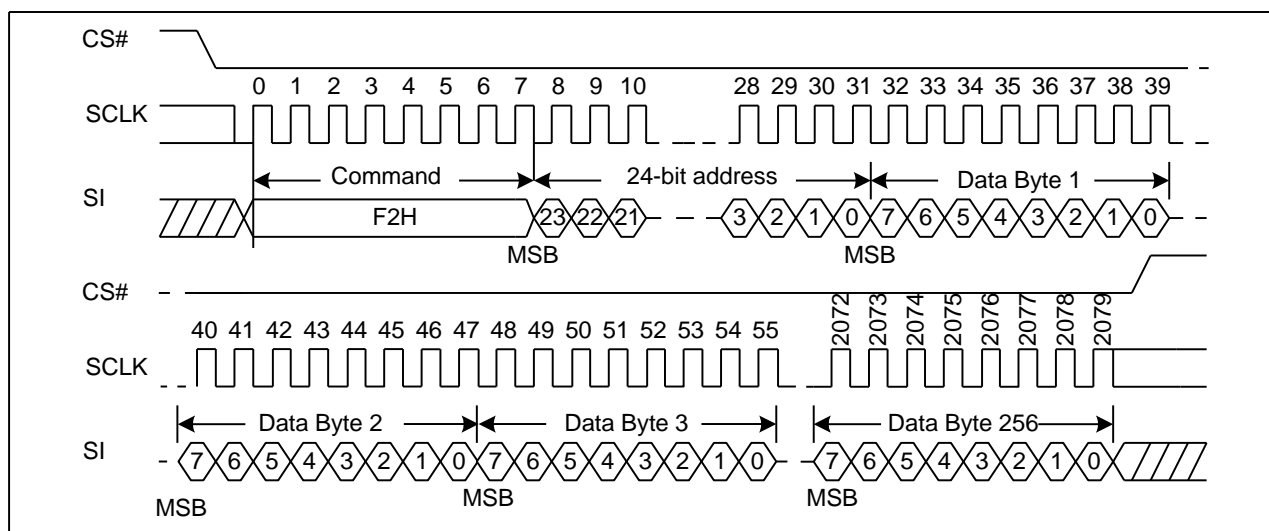 CS#
0 1 2 3 4 5 6 7 8 9 10 28 29 30 31 32 33 34 35 36 37 38 39
SCLK
Command 24-bit address Data Byte 1
SI
F2H 23 22 21 3 2 1 0 7 6 5 4 3 2 1 0
MSB MSB
CS#
2072 2073 2074 2075 2076 2077 2078 2079
40 41 42 43 44 45 46 47 48 49 50 51 52 53 54 55
SCLK
Data Byte 2 Data Byte 3 Data Byte 256
SI
7 6 5 4 3 2 1 0 7 6 5 4 3 2 1 0 7 6 5 4 3 2 1 0
MSB MSB MSB